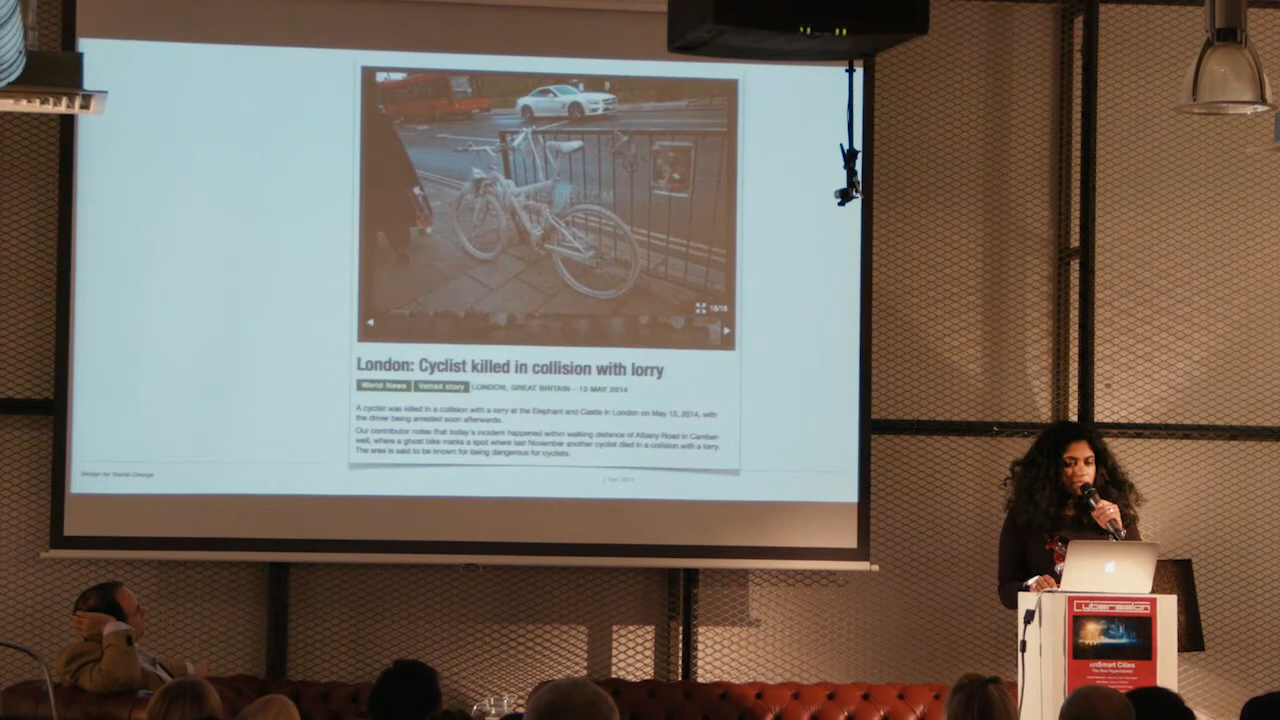 15/15
London: Cyclist killed in collision with lorry
World News Vetted story LONDON, GREAT BRITAIN - 13 MAY 2014
A cyclist was killed in a collision with a lorry at the Elephant and Castle in London on May 13, 2014, with
the driver being arrested soon afterwards.
Our contributor notes that today's incident happened within walking distance of Albany Road in Camber-
well, where a ghost bike marks a spot where last November another cyclist died in a collision with a lorry.
The area is said to be known for being dangerous for cyclists.
Design for Social Change
cybersalon
unSmart Cities